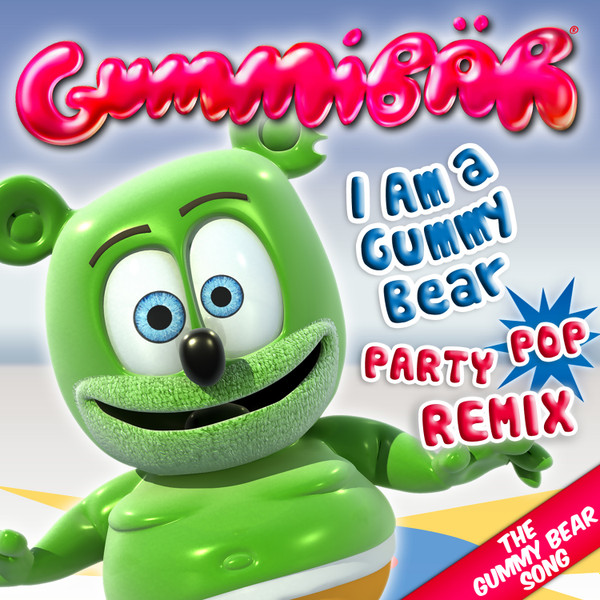 GUMMIBÄR®
I Am a
Gummy
Bear
PARTY POP
REMIX
THE
GUMMY BEAR
SONG